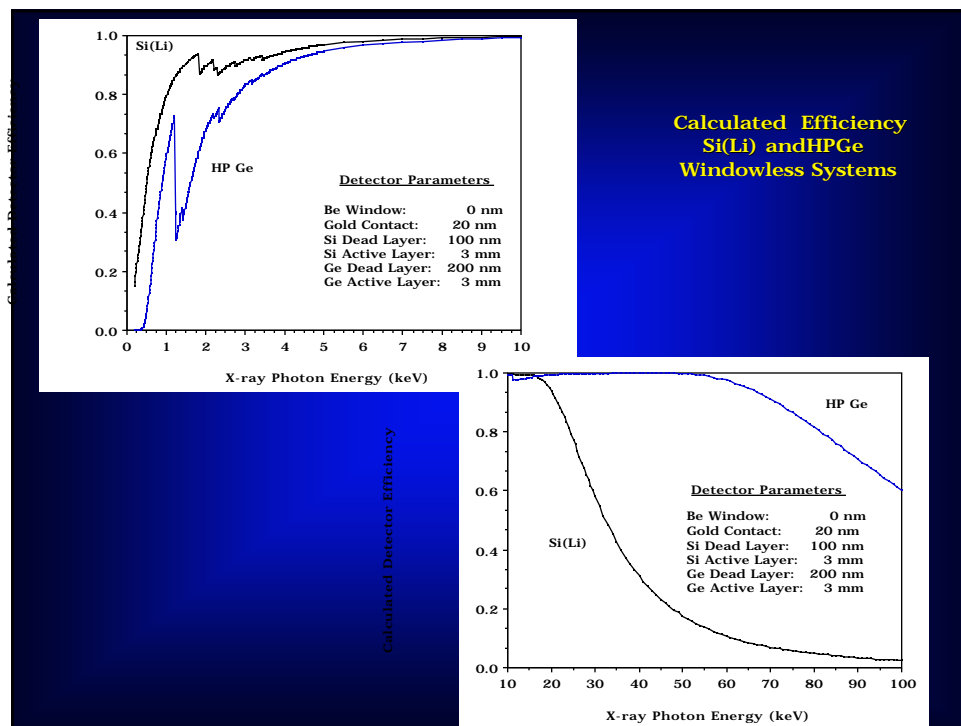 Calculated Efficiency
Si(Li) andHPGe
Windowless Systems
Calculated Detector Efficiency
1.0
0.8
0.6
0.4
0.2
0.0
Si(Li)
HP Ge
Detector Parameters
Be Window: 0 nm
Gold Contact: 20 nm
Si Dead Layer: 100 nm
Si Active Layer: 3 mm
Ge Dead Layer: 200 nm
Ge Active Layer: 3 mm
0 1 2 3 4 5 6 7 8 9 10
X-ray Photon Energy (keV)
Calculated Detector Efficiency
1.0
0.8
0.6
0.4
0.2
0.0
HP Ge
Si(Li)
Detector Parameters
Be Window: 0 nm
Gold Contact: 20 nm
Si Dead Layer: 100 nm
Si Active Layer: 3 mm
Ge Dead Layer: 200 nm
Ge Active Layer: 3 mm
10 20 30 40 50 60 70 80 90 100
X-ray Photon Energy (keV)